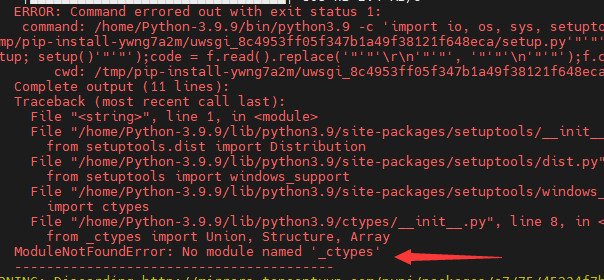 ERROR: Command errored out with exit status 1:
command: /home/Python-3.9.9/bin/python3.9 -c 'import io, os, sys, setupto
mp/pip-install-ywng7a2m/uwsgi_8c4953ff05f347b1a49f38121f648eca/setup.py'"'"'
tup; setup()'"'"';code = f.read().replace('"'"'\r\n'"'"', '"'"'\n'"'"');f.c
cwd: /tmp/pip-install-ywng7a2m/uwsgi_8c4953ff05f347b1a49f38121f648eca/
Complete output (11 lines):
Traceback (most recent call last):
File "<string>", line 1, in <module>
File "/home/Python-3.9.9/lib/python3.9/site-packages/setuptools/__init__
from setuptools.dist import Distribution
File "/home/Python-3.9.9/lib/python3.9/site-packages/setuptools/dist.py"
from setuptools import windows_support
File "/home/Python-3.9.9/lib/python3.9/site-packages/setuptools/windows_
import ctypes
File "/home/Python-3.9.9/lib/python3.9/ctypes/__init__.py", line 8, in <
from _ctypes import Union, Structure, Array
ModuleNotFoundError: No module named '_ctypes'
----------------------------------------